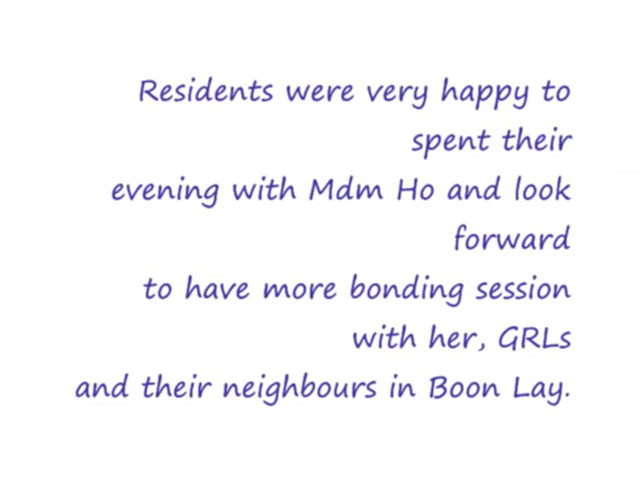 Residents were very happy to
spent their
evening with Mdm Ho and look
forward
to have more bonding session
with her, GRLs
and their neighbours in Boon Lay.